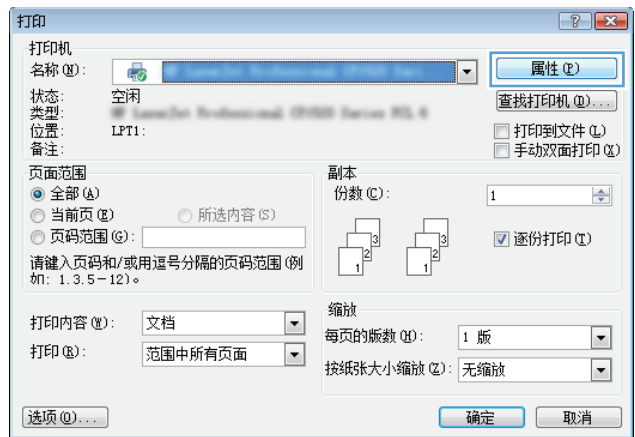 打印
打印机
名称(N):
属性(P)
状态: 空闲
查找打印机(D)...
类型:
位置: LPT1:
打印到文件(L)
备注:
手动双面打印(X)
页面范围
全部(A)
当前页(E) 所选内容(S)
页码范围(G):
请键入页码和/或用逗号分隔的页码范围(例
如: 1.3.5-12)。
副本
份数(C): 1
3 3
2 2
1 1
逐份打印(T)
打印内容(W): 文档
打印(R): 范围中所有页面
缩放
每页的版数(H): 1 版
按纸张大小缩放(Z): 无缩放
选项(O)...
确定 取消